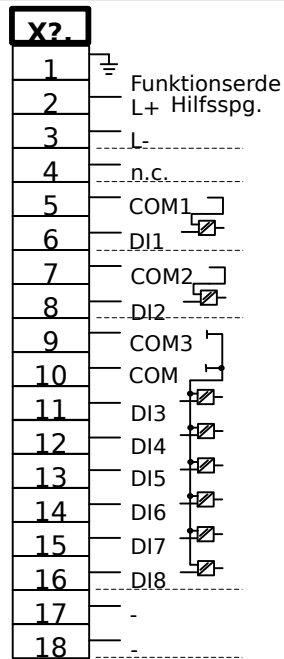 X?.
1
Funktionserde
2 L+ Hilfsspg.
3 L-
4 n.c.
5 COM1
6 DI1
7 COM2
8 DI2
9 COM3
10 COM
11 DI3
12 DI4
13 DI5
14 DI6
15 DI7
16 DI8
17 -
18 -